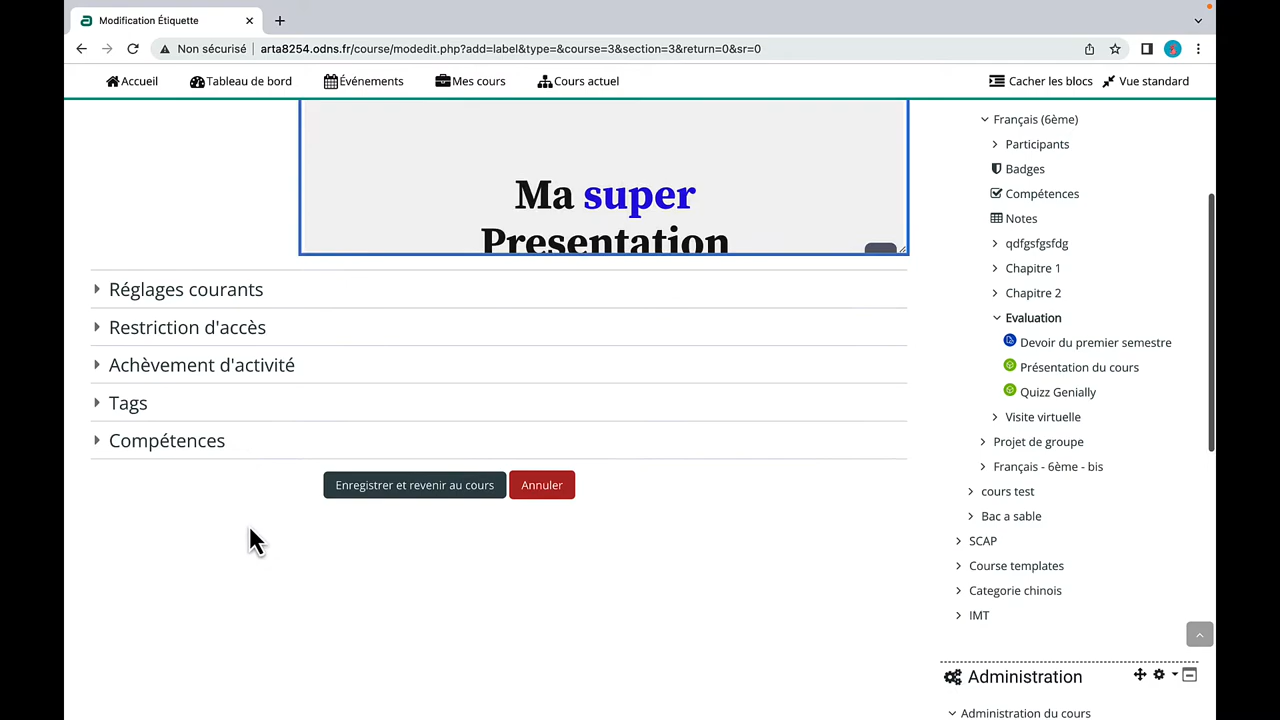 Modification Étiquette
Non sécurisé
arta8254.odns.fr/course/modedit.php?add=label&type=&course=3&section=3&return=0&sr=0
Accueil
Tableau de bord
Événements
Mes cours
Cours actuel
Cacher les blocs
Vue standard
Ma super
Presentation
Réglages courants
Restriction d'accès
Achèvement d'activité
Tags
Compétences
Enregistrer et revenir au cours
Annuler
Français (6ème)
Participants
Badges
Compétences
Notes
qdfgsfgsfdg
Chapitre 1
Chapitre 2
Evaluation
Devoir du premier semestre
Présentation du cours
Quizz Genially
Visite virtuelle
Projet de groupe
Français - 6ème - bis
cours test
Bac a sable
SCAP
Course templates
Categorie chinois
IMT
Administration
Administration du cours